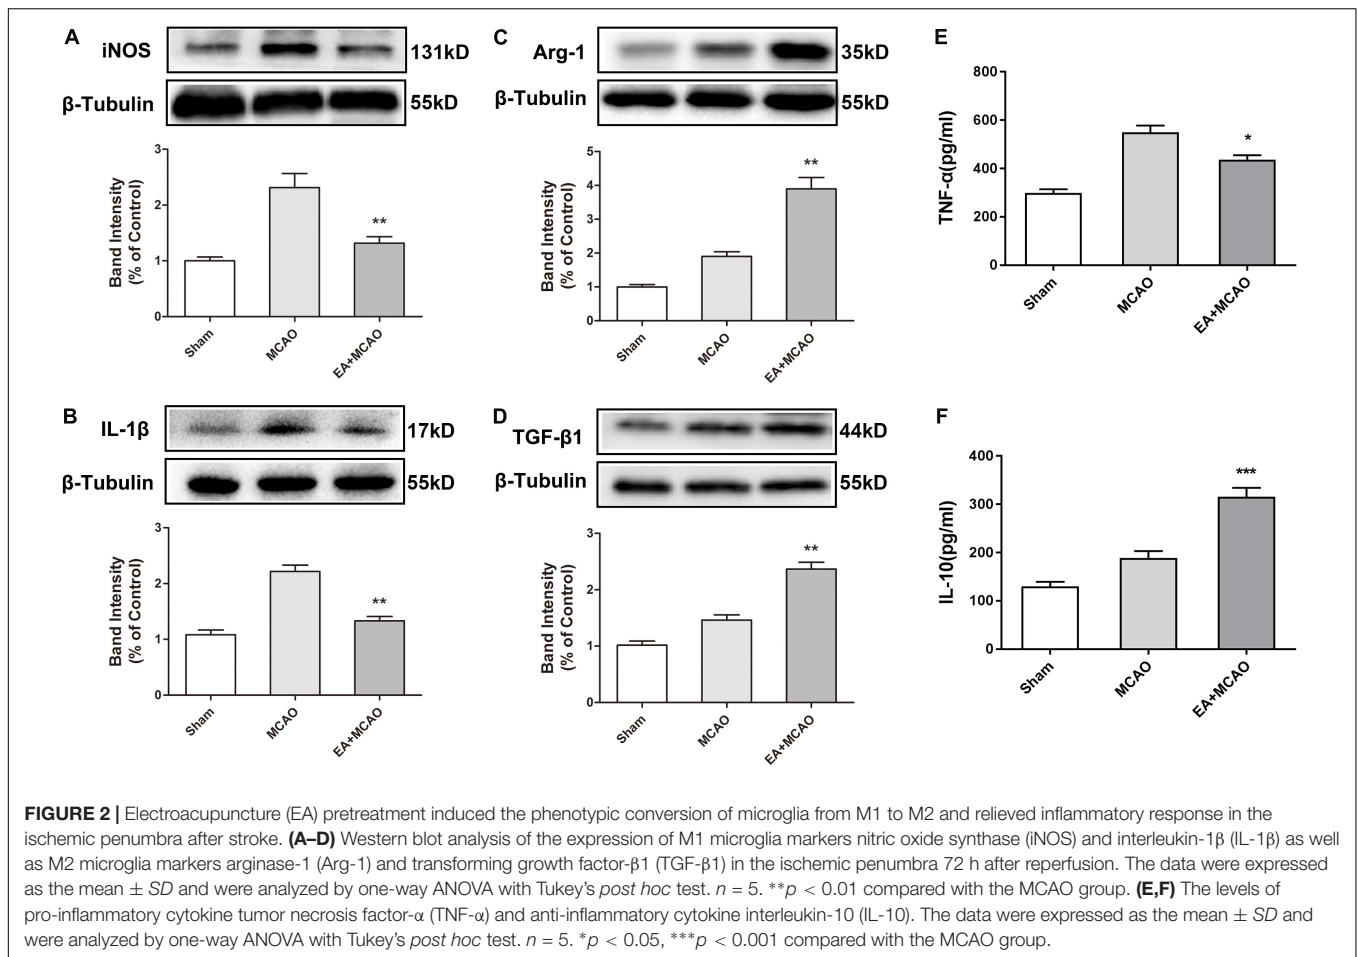 A
iNOS
131kD
β-Tubulin
55kD
Band Intensity
(% of Control)
3
2
1
0
Sham
MCAO
EA+MCAO
**
B
IL-1β
17kD
β-Tubulin
55kD
Band Intensity
(% of Control)
3
2
1
0
Sham
MCAO
EA+MCAO
**
C
Arg-1
35kD
β-Tubulin
55kD
Band Intensity
(% of Control)
5
4
3
2
1
0
Sham
MCAO
EA+MCAO
**
D
TGF-β1
44kD
β-Tubulin
55kD
Band Intensity
(% of Control)
3
2
1
0
Sham
MCAO
EA+MCAO
**
E
TNF-α(pg/ml)
800
600
400
200
0
Sham
MCAO
EA+MCAO
*
F
IL-10(pg/ml)
400
300
200
100
0
Sham
MCAO
EA+MCAO
***
FIGURE 2 | Electroacupuncture (EA) pretreatment induced the phenotypic conversion of microglia from M1 to M2 and relieved inflammatory response in the
ischemic penumbra after stroke. (A–D) Western blot analysis of the expression of M1 microglia markers nitric oxide synthase (iNOS) and interleukin-1β (IL-1β) as well
as M2 microglia markers arginase-1 (Arg-1) and transforming growth factor-β1 (TGF-β1) in the ischemic penumbra 72 h after reperfusion. The data were expressed
as the mean ± SD and were analyzed by one-way ANOVA with Tukey's post hoc test. n = 5. **p < 0.01 compared with the MCAO group. (E,F) The levels of
pro-inflammatory cytokine tumor necrosis factor-α (TNF-α) and anti-inflammatory cytokine interleukin-10 (IL-10). The data were expressed as the mean ± SD and
were analyzed by one-way ANOVA with Tukey's post hoc test. n = 5. *p < 0.05, ***p < 0.001 compared with the MCAO group.